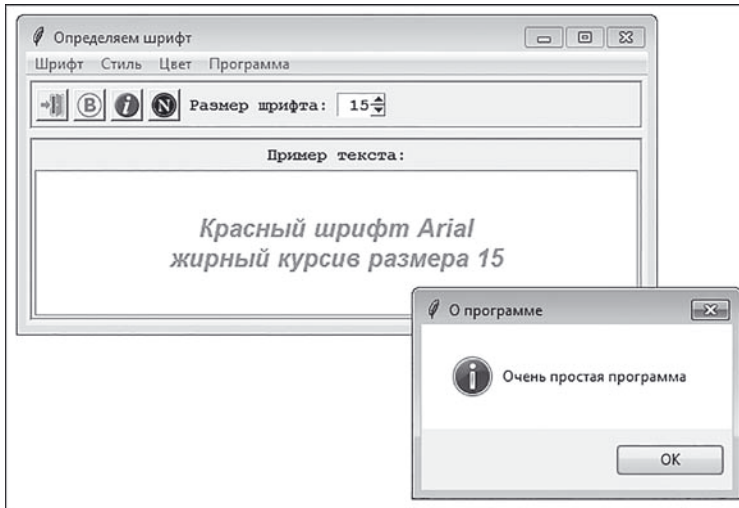 Определяем шрифт
Шрифт Стиль Цвет Программа
B i N Размер шрифта: 15
Пример текста:
Красный шрифт Arial
жирный курсив размера 15
О программе
i Очень простая программа
OK